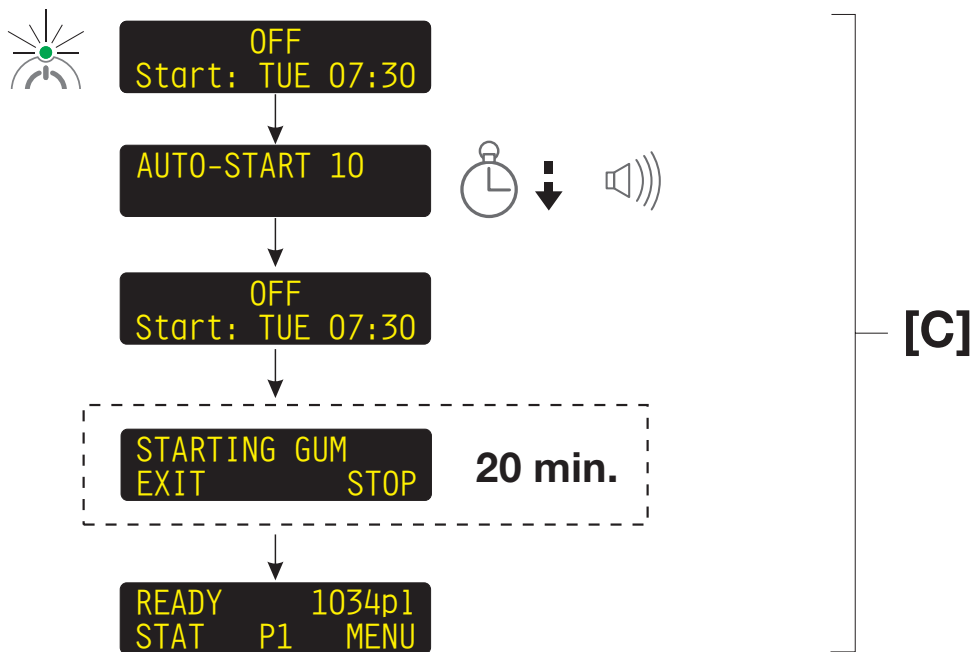 OFF
Start: TUE 07:30
AUTO-START 10
OFF
Start: TUE 07:30
[C]
STARTING GUM
EXIT STOP
20 min.
READY 1034pl
STAT P1 MENU